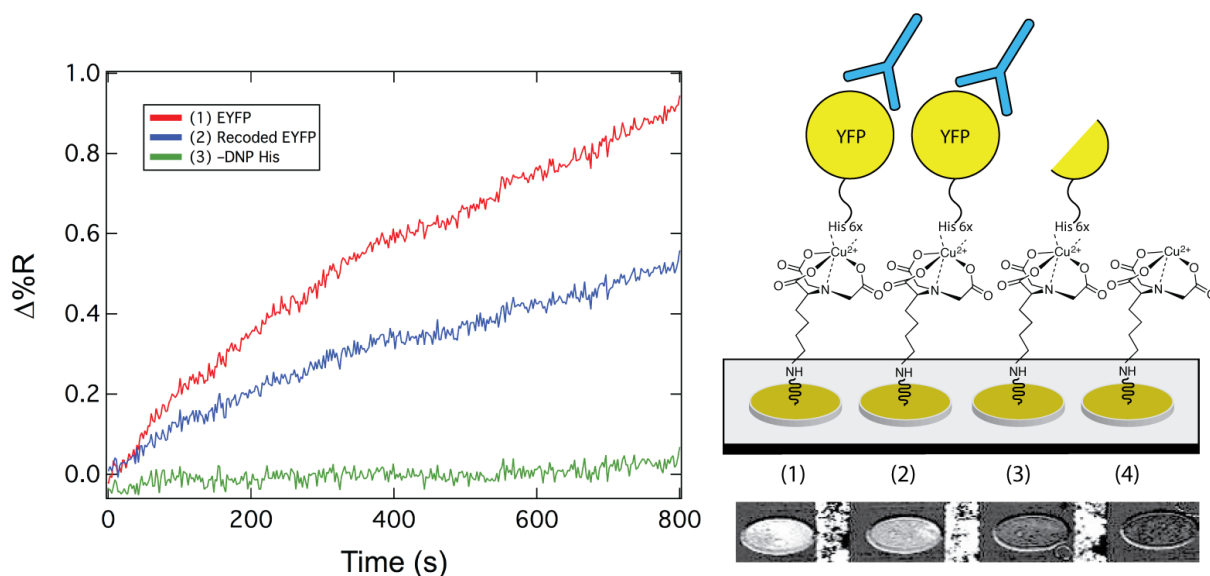 1.0
0.8
0.6
0.4
0.2
0.0
Δ%R
(1) EYFP
(2) Recoded EYFP
(3) –DNP His
0 200 400 600 800
Time (s)
YFP YFP
His 6x His 6x His 6x
Cu2+ Cu2+ Cu2+ Cu2+
O O O O O N O O O O O N O O O O O N O O O O O N
NH NH NH NH
(1) (2) (3) (4)